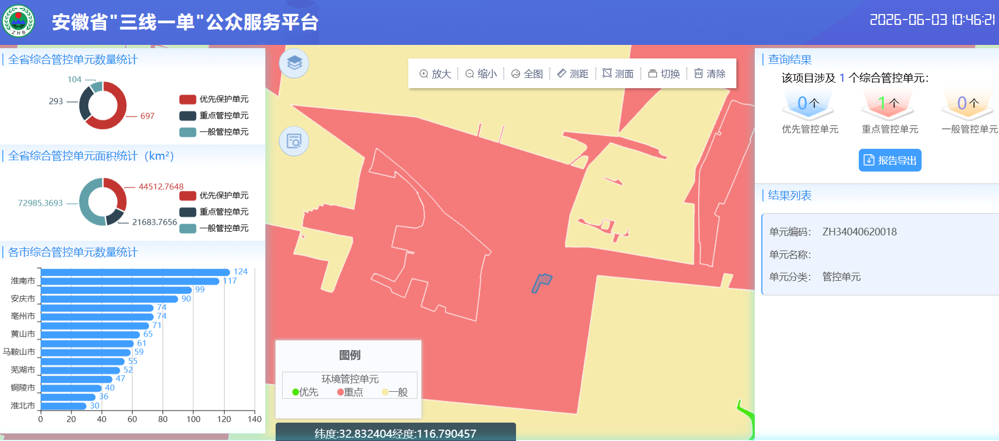 安徽省"三线一单"公众服务平台
2026-06-03 10:46:21
ZHB
全省综合管控单元数量统计
104
293
697
优先保护单元
重点管控单元
一般管控单元
全省综合管控单元面积统计（km²）
44512.7648
72985.3693
21683.7656
优先保护单元
重点管控单元
一般管控单元
各市综合管控单元数量统计
124
淮南市 117
99
安庆市 90
74
亳州市 74
71
黄山市 65
61
马鞍山市 59
55
芜湖市 52
47
铜陵市 40
36
淮北市 30
0 20 40 60 80 100 120 140
放大 缩小 全图 测距 测面 切换 清除
图例
环境管控单元
优先 重点 一般
纬度:32.832404经度:116.790457
查询结果
该项目涉及 1 个综合管控单元：
0个 1个 0个
优先管控单元 重点管控单元 一般管控单元
报告导出
结果列表
单元编码： ZH34040620018
单元名称：
单元分类： 管控单元